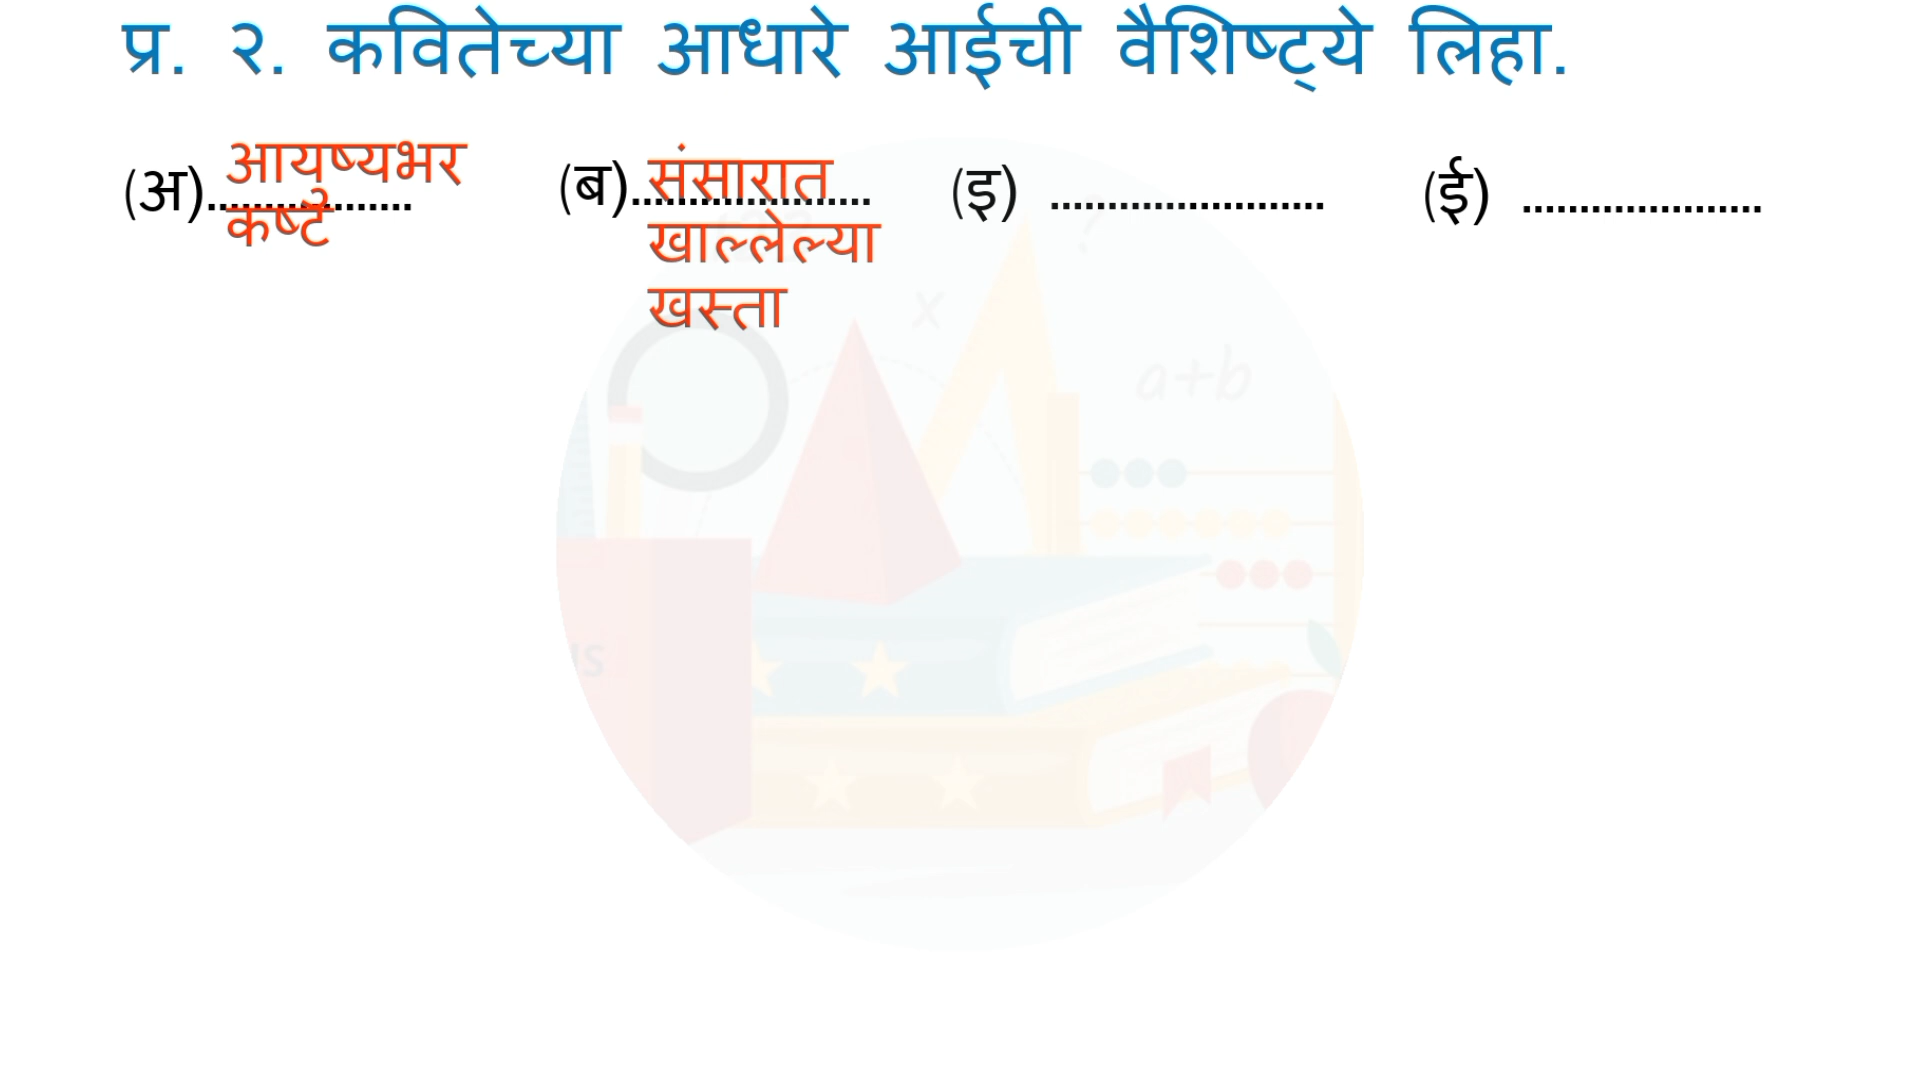 प्र. २. कवितेच्या आधारे आईची वैशिष्ट्ये लिहा.
(अ).................. आयुष्यभर कष्टे (ब)..................... संसारात खाल्लेल्या खस्ता (इ) ........................ (ई) .....................
?
x
a+b